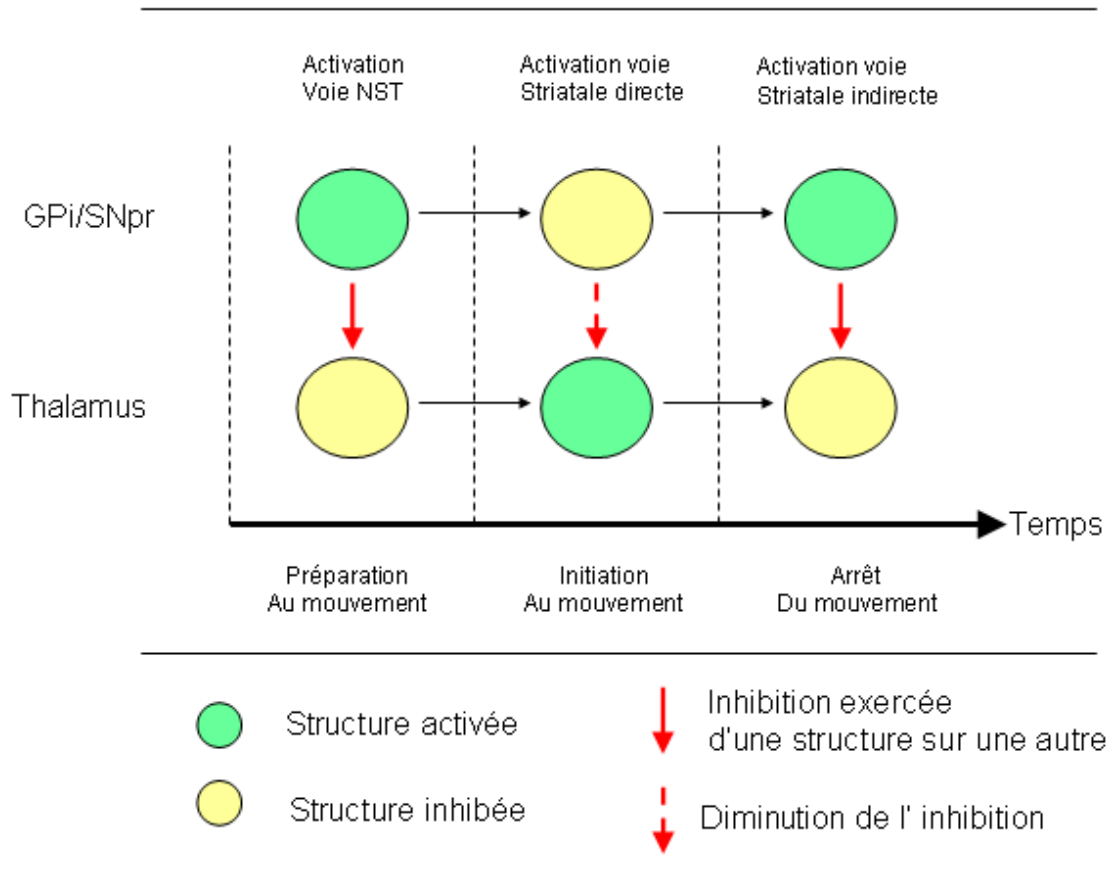 Activation
Voie NST
Activation voie
Striatale directe
Activation voie
Striatale indirecte
GPi/SNpr
Thalamus
Temps
Préparation
Au mouvement
Initiation
Au mouvement
Arrêt
Du mouvement
Structure activée
Structure inhibée
Inhibition exercée
d'une structure sur une autre
Diminution de l' inhibition